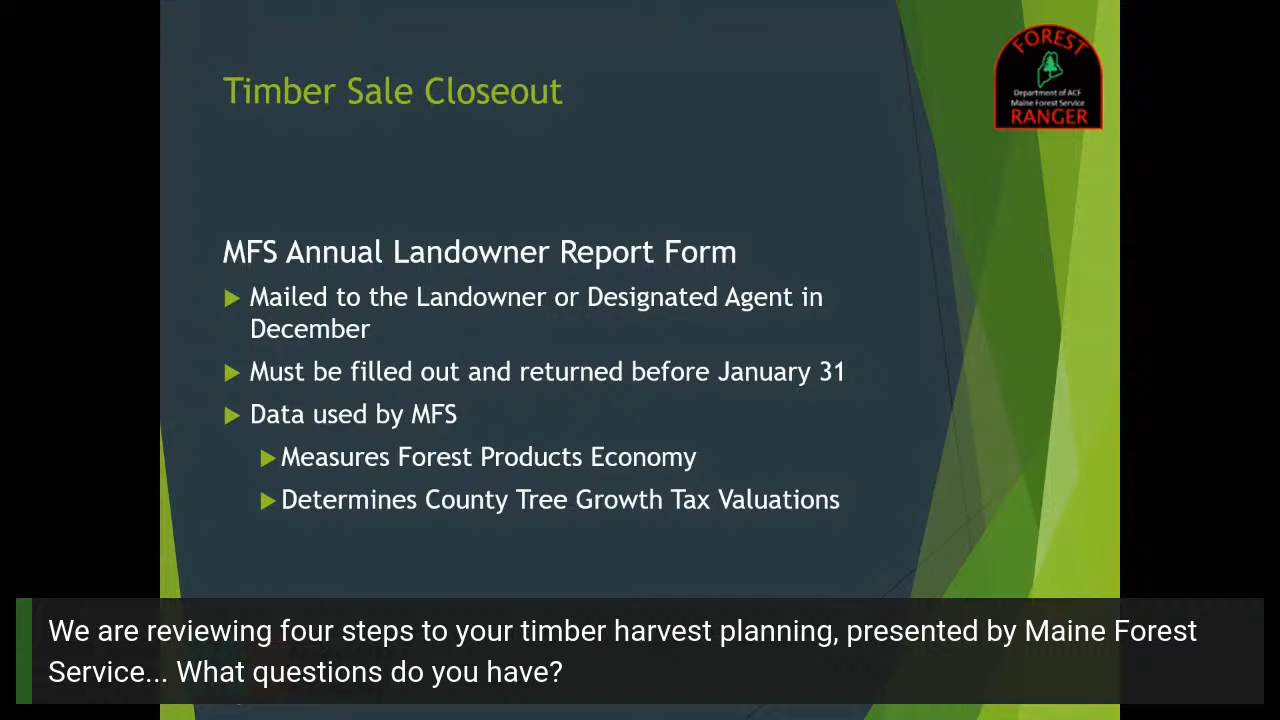 FOREST
Department of ACF
Maine Forest Service
RANGER
Timber Sale Closeout
MFS Annual Landowner Report Form
Mailed to the Landowner or Designated Agent in
December
Must be filled out and returned before January 31
Data used by MFS
Measures Forest Products Economy
Determines County Tree Growth Tax Valuations
We are reviewing four steps to your timber harvest planning, presented by Maine Forest
Service... What questions do you have?